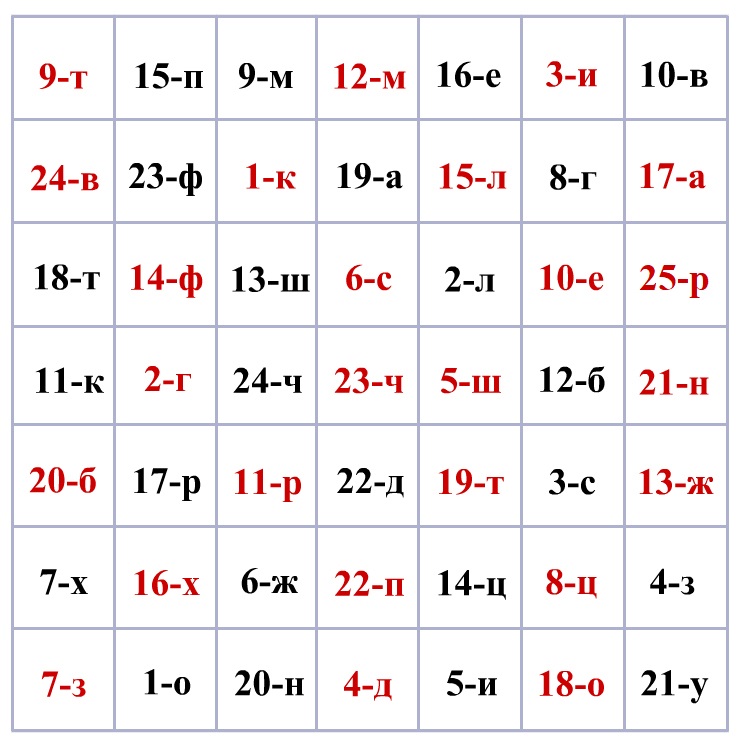 9-т 15-п 9-м 12-м 16-е 3-и 10-в
24-в 23-ф 1-к 19-а 15-л 8-г 17-а
18-т 14-ф 13-ш 6-с 2-л 10-е 25-р
11-к 2-г 24-ч 23-ч 5-ш 12-б 21-н
20-б 17-р 11-р 22-д 19-т 3-с 13-ж
7-х 16-х 6-ж 22-п 14-ц 8-ц 4-з
7-з 1-о 20-н 4-д 5-и 18-о 21-у